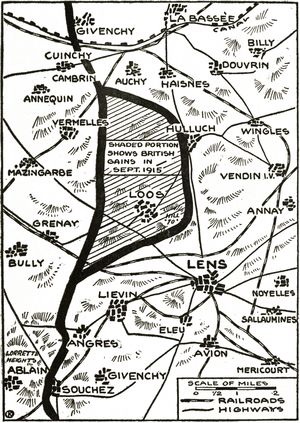 GIVENCHY
LA BASSÉE
CANAL
BILLY
CUINCHY
DOUVRIN
CAMBRIN
AUCHY
HAISNES
ANNEQUIN
VERMELLES
HULLUCH
WINGLES
SHADED PORTION
SHOWS BRITISH
GAINS IN
SEPT. 1915
MAZINGARBE
VENDIN I.V.
LOOS
HILL
70
ANNAY
GRENAY
BULLY
LENS
NOYELLES
LIEVIN
SALLAUMINES
ELEU
ANGRES
LORRETTE
HEIGHTS
AVION
ABLAIN
MERICOURT
GIVENCHY
SOUCHEZ
SCALE OF MILES
0 1/2 1 2
RAILROADS
HIGHWAYS